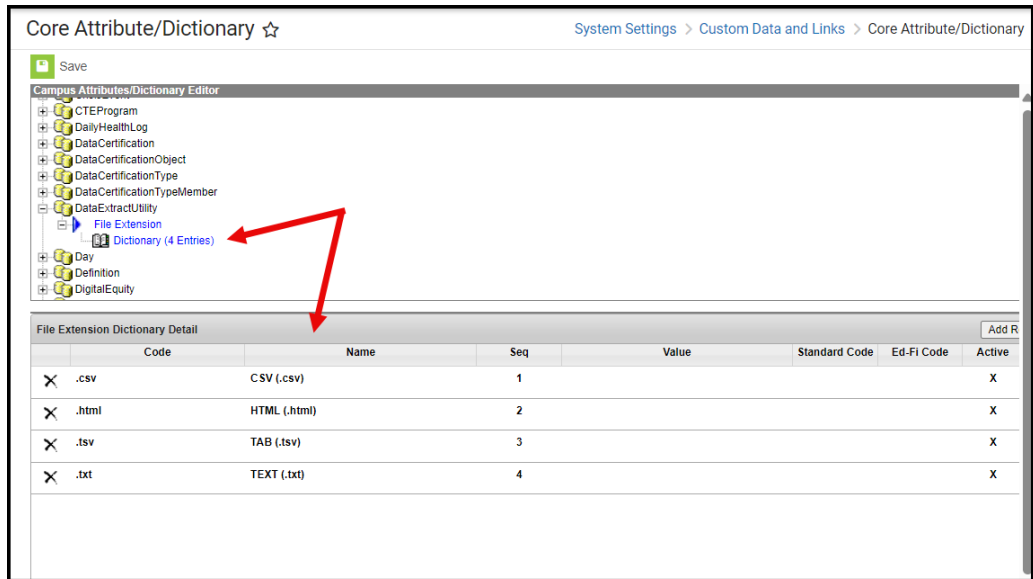 Core Attribute/Dictionary
System Settings > Custom Data and Links > Core Attribute/Dictionary
Save
Campus Attributes/Dictionary Editor
CTEProgram
DailyHealthLog
DataCertification
DataCertificationObject
DataCertificationType
DataCertificationTypeMember
DataExtractUtility
File Extension
Dictionary (4 Entries)
Day
Definition
DigitalEquity
File Extension Dictionary Detail Add R
Code Name Seq Value Standard Code Ed-Fi Code Active
.csv CSV (.csv) 1 X
.html HTML (.html) 2 X
.tsv TAB (.tsv) 3 X
.txt TEXT (.txt) 4 X